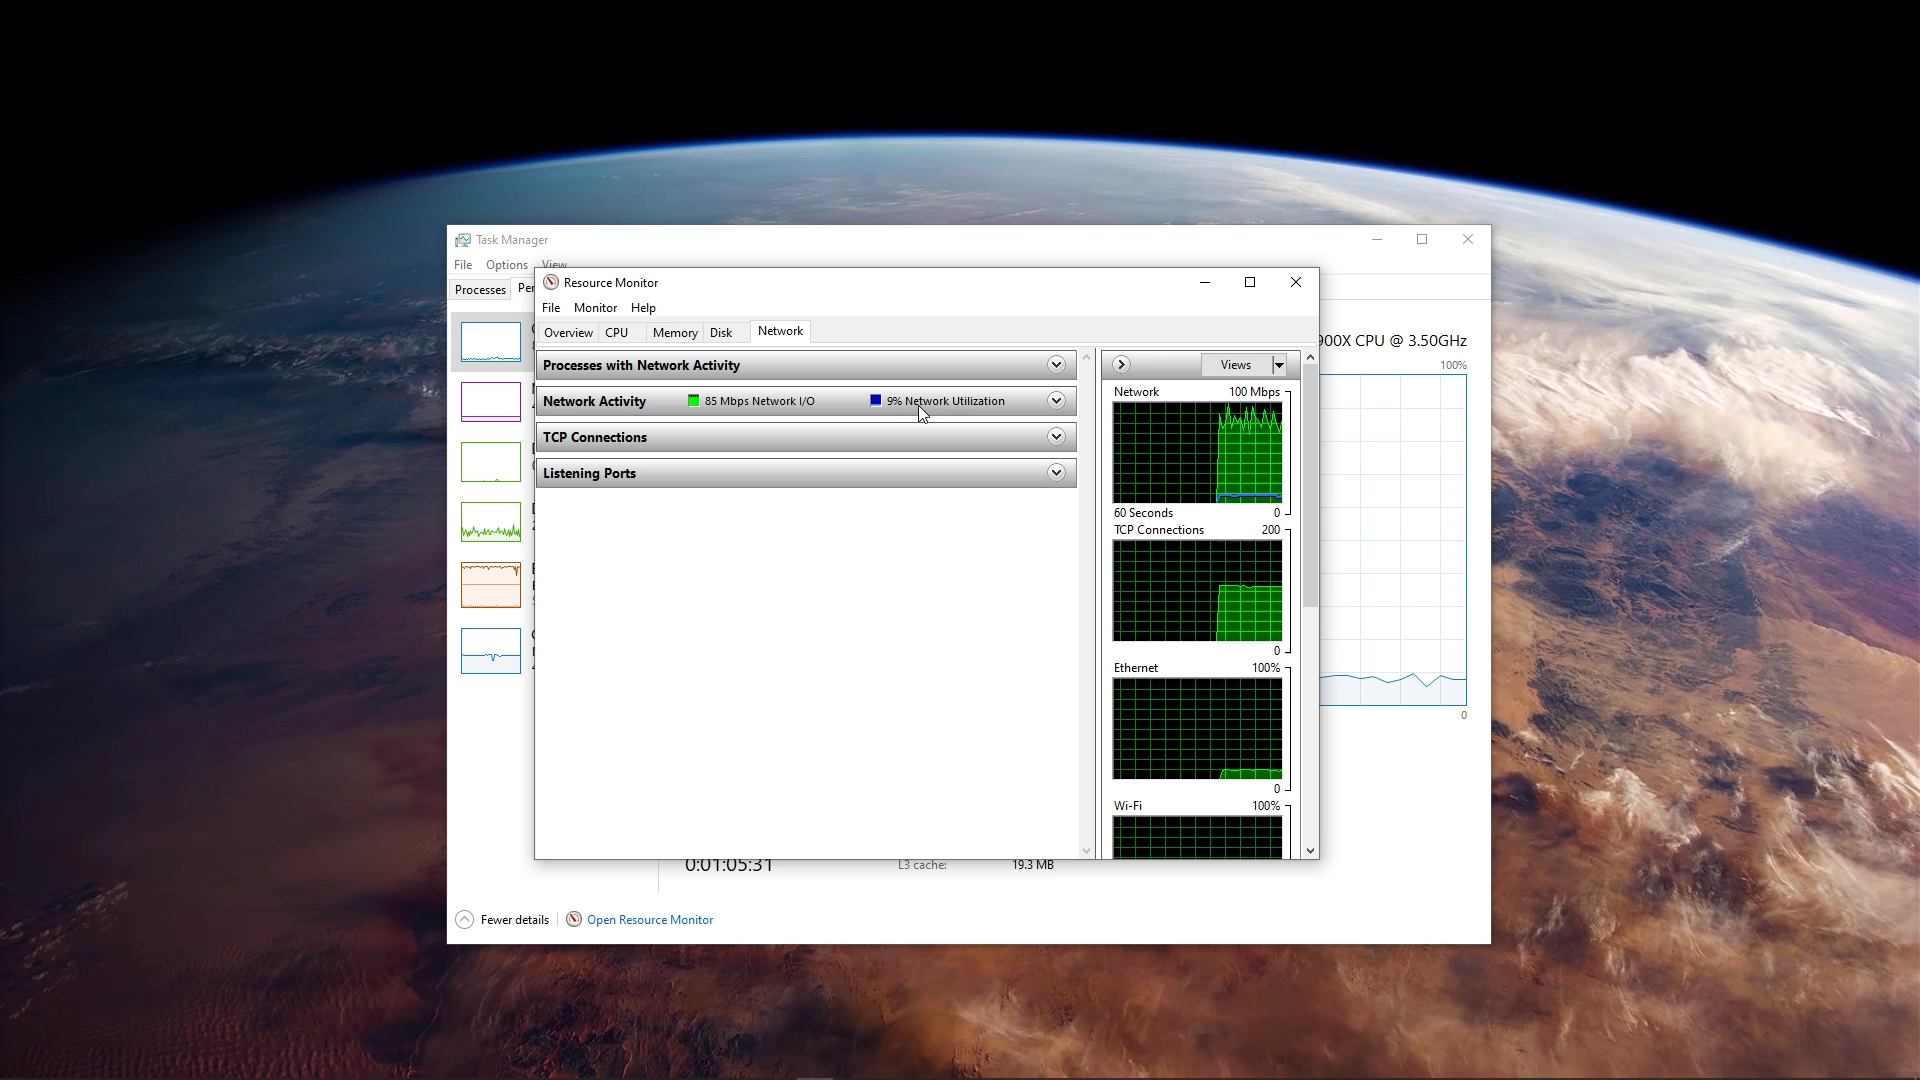 Task Manager
File Options View
Processes
Resource Monitor
File Monitor Help
Overview CPU Memory Disk Network
Processes with Network Activity
Network Activity 85 Mbps Network I/O 9% Network Utilization
TCP Connections
Listening Ports
Views
Network 100 Mbps
60 Seconds 0
TCP Connections 200
0
Ethernet 100%
0
Wi-Fi 100%
900X CPU @ 3.50GHz
100%
0
0:01:05:31 L3 cache: 19.3 MB
Fewer details Open Resource Monitor